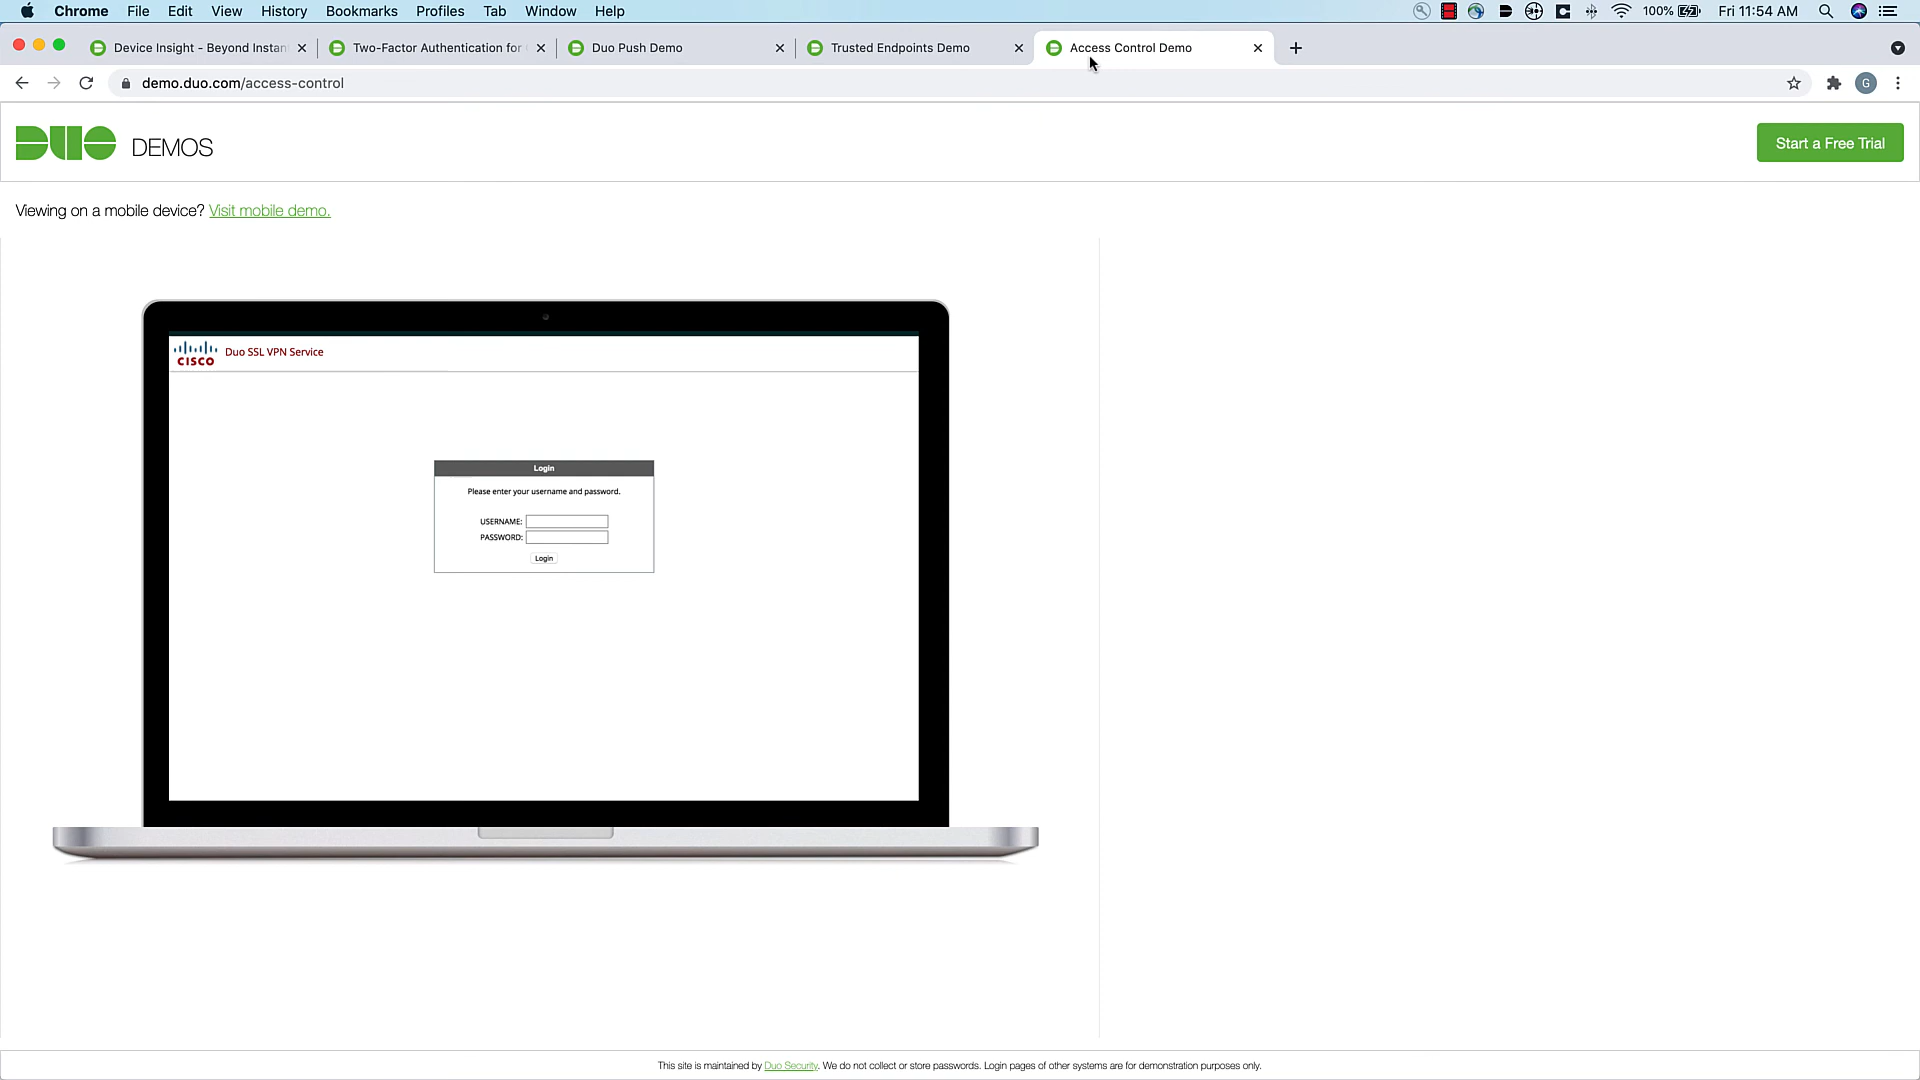 Chrome File Edit View History Bookmarks Profiles Tab Window Help 100% Fri 11:54 AM
Device Insight - Beyond Instan Two-Factor Authentication for Duo Push Demo Trusted Endpoints Demo Access Control Demo
demo.duo.com/access-control G
DUO DEMOS Start a Free Trial
Viewing on a mobile device? Visit mobile demo.
CISCO Duo SSL VPN Service
Login
Please enter your username and password.
USERNAME:
PASSWORD:
Login
This site is maintained by Duo Security. We do not collect or store passwords. Login pages of other systems are for demonstration purposes only.